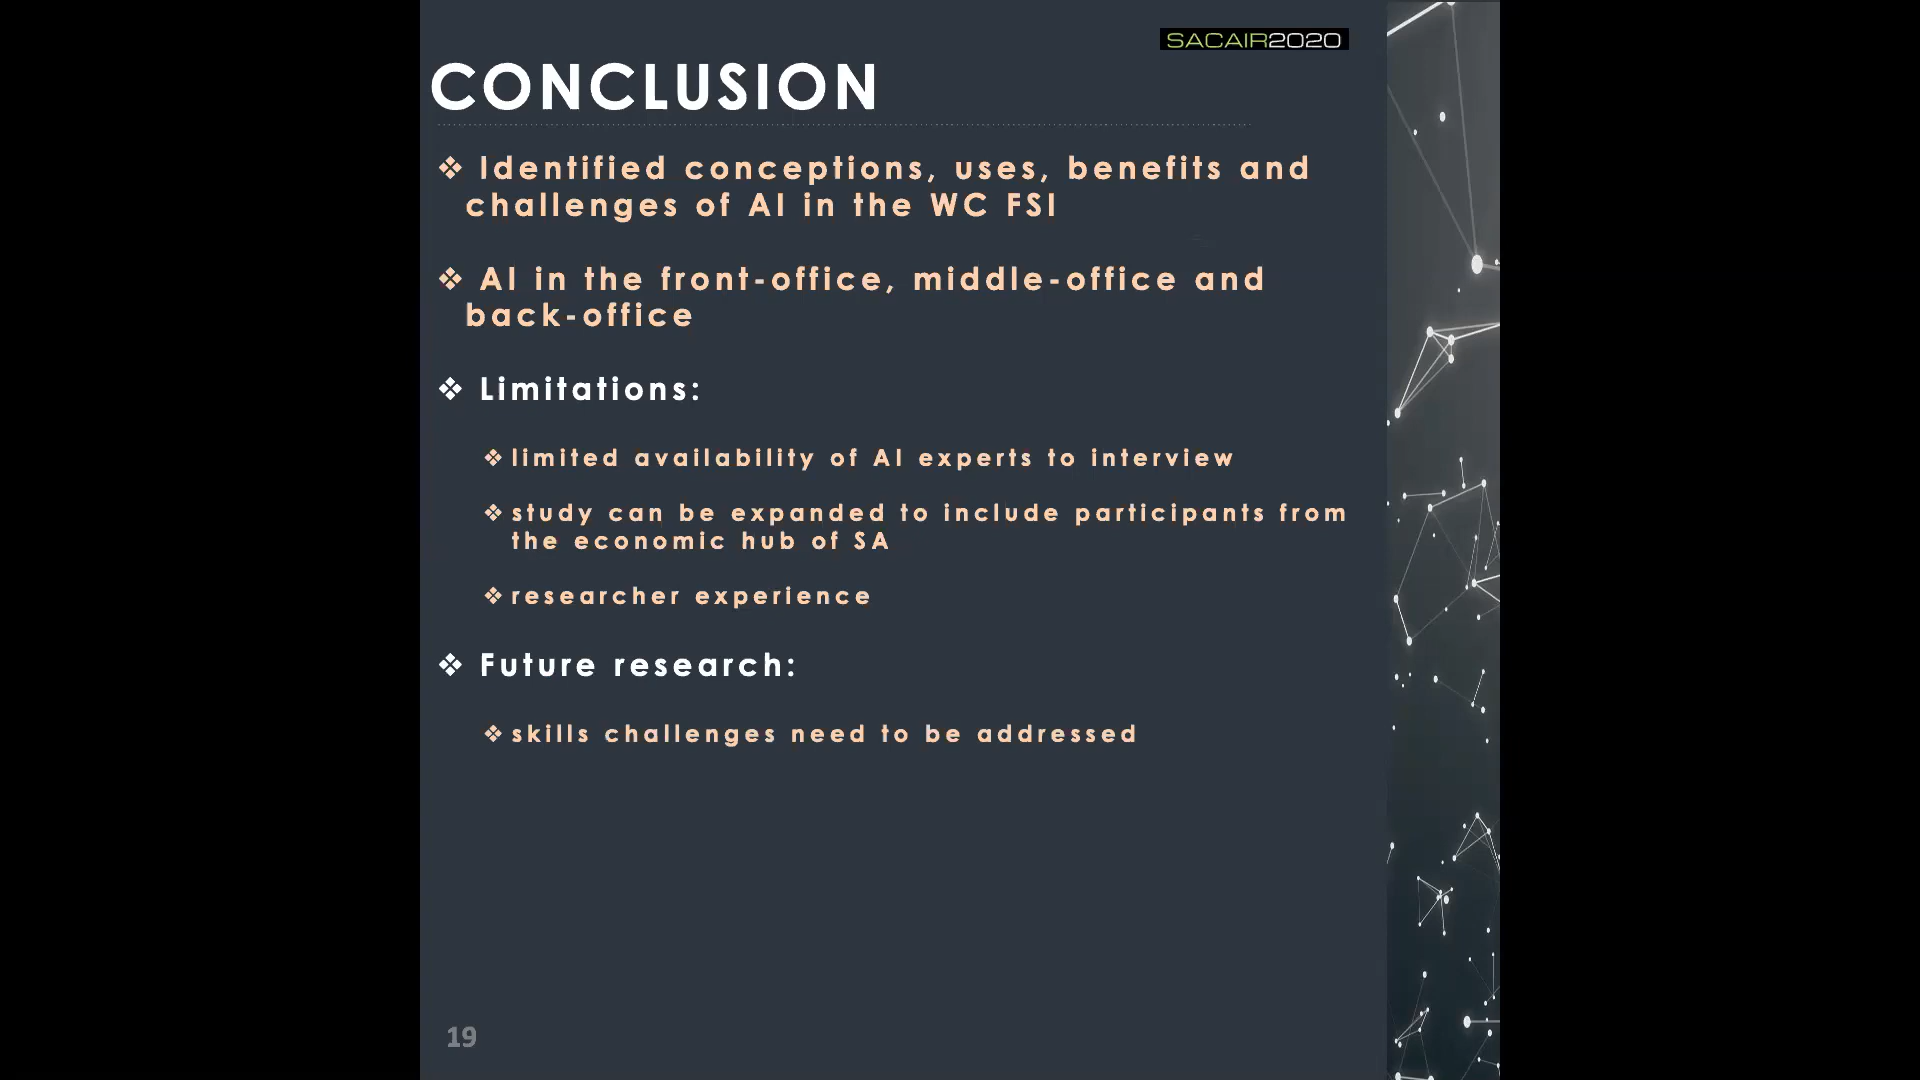 SACAIR2020
CONCLUSION
❖ Identified conceptions, uses, benefits and
challenges of AI in the WC FSI
❖ AI in the front-office, middle-office and
back-office
❖ Limitations:
❖ limited availability of AI experts to interview
❖ study can be expanded to include participants from
the economic hub of SA
❖ researcher experience
❖ Future research:
❖ skills challenges need to be addressed
19